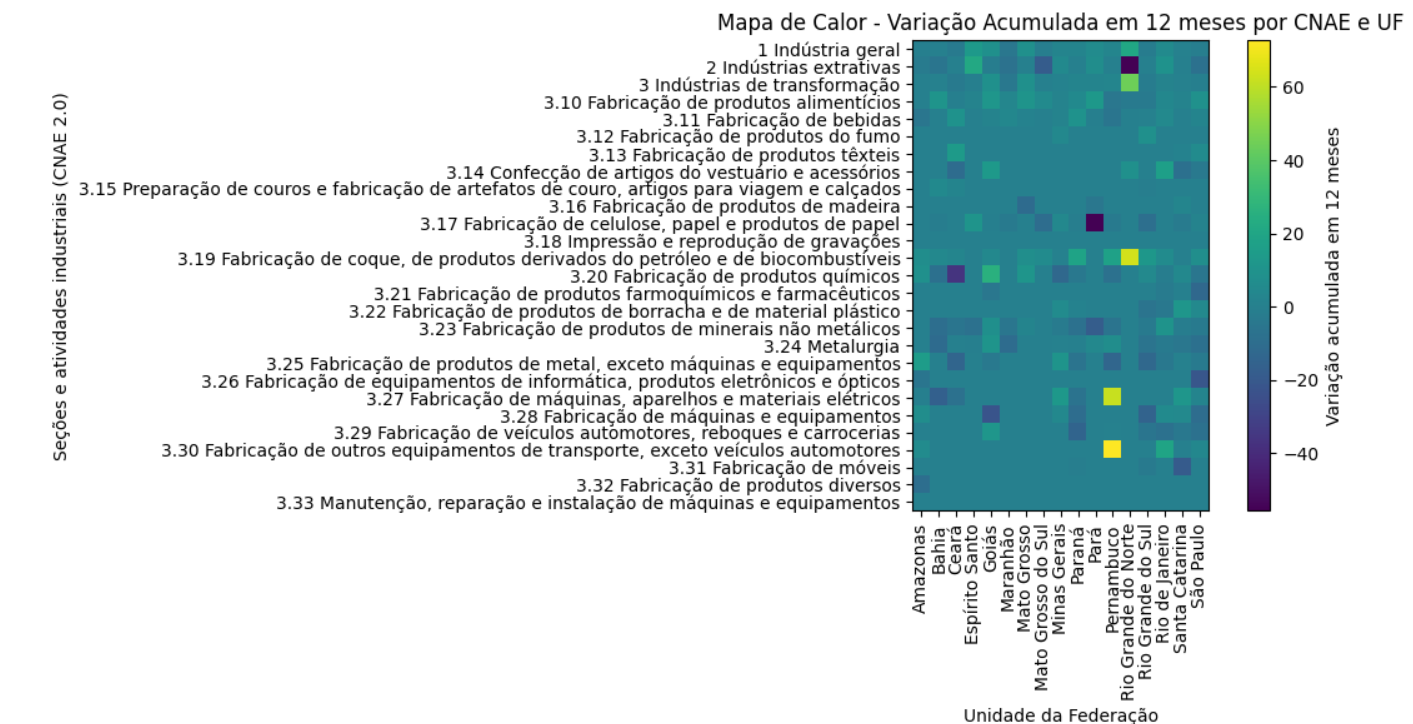 Mapa de Calor - Variação Acumulada em 12 meses por CNAE e UF
Seções e atividades industriais (CNAE 2.0)
1 Indústria geral
2 Indústrias extrativas
3 Indústrias de transformação
3.10 Fabricação de produtos alimentícios
3.11 Fabricação de bebidas
3.12 Fabricação de produtos do fumo
3.13 Fabricação de produtos têxteis
3.14 Confecção de artigos do vestuário e acessórios
3.15 Preparação de couros e fabricação de artefatos de couro, artigos para viagem e calçados
3.16 Fabricação de produtos de madeira
3.17 Fabricação de celulose, papel e produtos de papel
3.18 Impressão e reprodução de gravações
3.19 Fabricação de coque, de produtos derivados do petróleo e de biocombustíveis
3.20 Fabricação de produtos químicos
3.21 Fabricação de produtos farmoquímicos e farmacêuticos
3.22 Fabricação de produtos de borracha e de material plástico
3.23 Fabricação de produtos de minerais não metálicos
3.24 Metalurgia
3.25 Fabricação de produtos de metal, exceto máquinas e equipamentos
3.26 Fabricação de equipamentos de informática, produtos eletrônicos e ópticos
3.27 Fabricação de máquinas, aparelhos e materiais elétricos
3.28 Fabricação de máquinas e equipamentos
3.29 Fabricação de veículos automotores, reboques e carrocerias
3.30 Fabricação de outros equipamentos de transporte, exceto veículos automotores
3.31 Fabricação de móveis
3.32 Fabricação de produtos diversos
3.33 Manutenção, reparação e instalação de máquinas e equipamentos
Amazonas
Bahia
Ceará
Espírito Santo
Goiás
Maranhão
Mato Grosso
Mato Grosso do Sul
Minas Gerais
Paraná
Pará
Pernambuco
Rio Grande do Norte
Rio Grande do Sul
Rio de Janeiro
Santa Catarina
São Paulo
Unidade da Federação
60
40
20
0
−20
−40
Variação acumulada em 12 meses